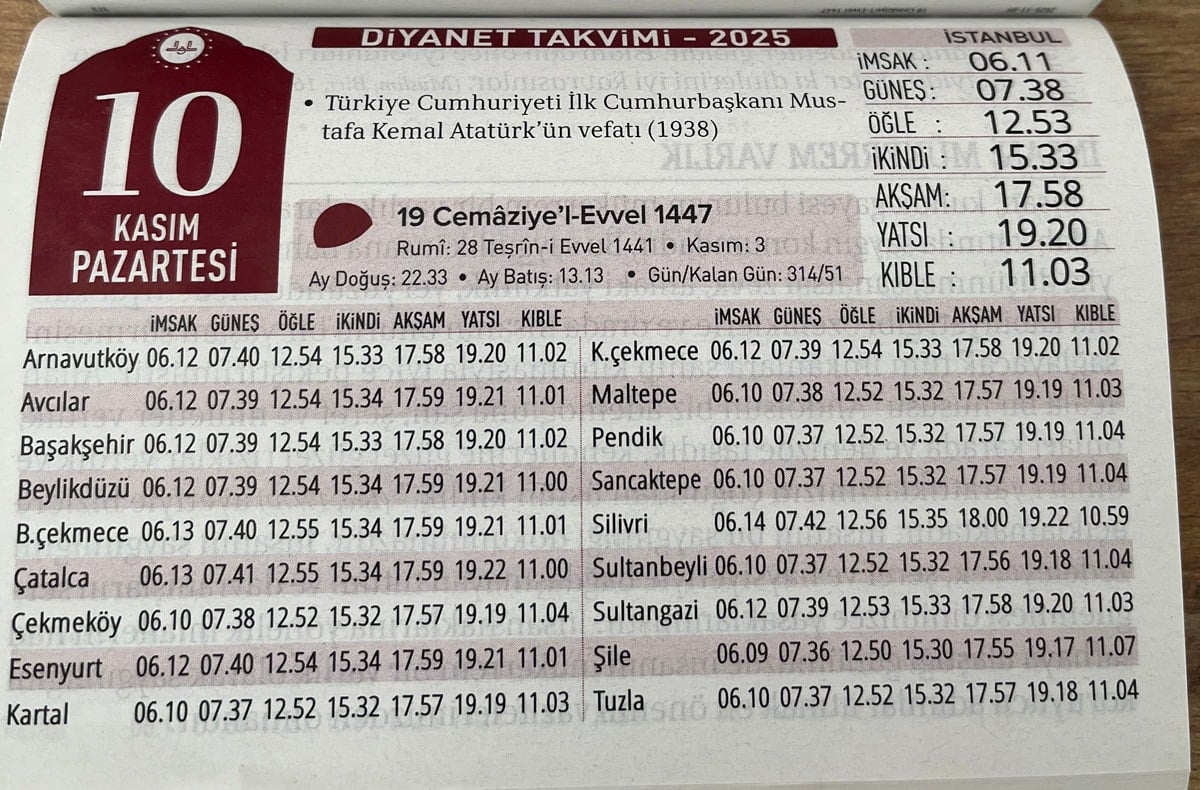 DİYANET TAKVİMİ - 2025
10
KASIM
PAZARTESİ
• Türkiye Cumhuriyeti İlk Cumhurbaşkanı Mus-
tafa Kemal Atatürk'ün vefatı (1938)
19 Cemâziye'l-Evvel 1447
Rumî: 28 Teşrîn-i Evvel 1441 • Kasım: 3
Ay Doğuş: 22.33 • Ay Batış: 13.13 • Gün/Kalan Gün: 314/51
İSTANBUL
İMSAK : 06.11
GÜNEŞ: 07.38
ÖĞLE : 12.53
İKİNDİ : 15.33
AKŞAM: 17.58
YATSI : 19.20
KIBLE : 11.03
İMSAK GÜNEŞ ÖĞLE İKİNDİ AKŞAM YATSI KIBLE
Arnavutköy 06.12 07.40 12.54 15.33 17.58 19.20 11.02
Avcılar 06.12 07.39 12.54 15.34 17.59 19.21 11.01
Başakşehir 06.12 07.39 12.54 15.33 17.58 19.20 11.02
Beylikdüzü 06.12 07.39 12.54 15.34 17.59 19.21 11.00
B.çekmece 06.13 07.40 12.55 15.34 17.59 19.21 11.01
Çatalca 06.13 07.41 12.55 15.34 17.59 19.22 11.00
Çekmeköy 06.10 07.38 12.52 15.32 17.57 19.19 11.04
Esenyurt 06.12 07.40 12.54 15.34 17.59 19.21 11.01
Kartal 06.10 07.37 12.52 15.32 17.57 19.19 11.03
İMSAK GÜNEŞ ÖĞLE İKİNDİ AKŞAM YATSI KIBLE
K.çekmece 06.12 07.39 12.54 15.33 17.58 19.20 11.02
Maltepe 06.10 07.38 12.52 15.32 17.57 19.19 11.03
Pendik 06.10 07.37 12.52 15.32 17.57 19.19 11.04
Sancaktepe 06.10 07.37 12.52 15.32 17.57 19.19 11.04
Silivri 06.14 07.42 12.56 15.35 18.00 19.22 10.59
Sultanbeyli 06.10 07.37 12.52 15.32 17.56 19.18 11.04
Sultangazi 06.12 07.39 12.53 15.33 17.58 19.20 11.03
Şile 06.09 07.36 12.50 15.30 17.55 19.17 11.07
Tuzla 06.10 07.37 12.52 15.32 17.57 19.18 11.04